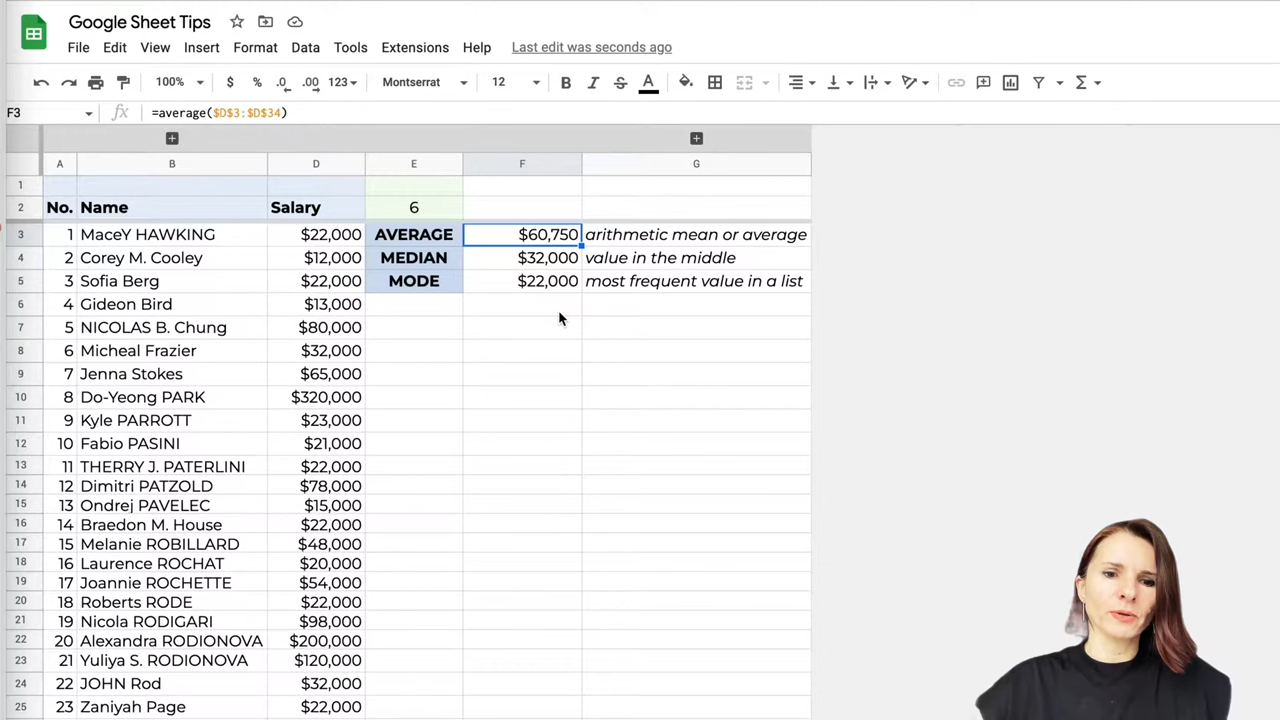 Google Sheet Tips
File Edit View Insert Format Data Tools Extensions Help Last edit was seconds ago
100% $ % .0 .00 123 Montserrat 12 B I S A Σ
F3 fx =average($D$3:$D$34)
A B D E F G
1
2 No. Name Salary 6
3 1 MaceY HAWKING $22,000 AVERAGE $60,750 arithmetic mean or average
4 2 Corey M. Cooley $12,000 MEDIAN $32,000 value in the middle
5 3 Sofia Berg $22,000 MODE $22,000 most frequent value in a list
6 4 Gideon Bird $13,000
7 5 NICOLAS B. Chung $80,000
8 6 Micheal Frazier $32,000
9 7 Jenna Stokes $65,000
10 8 Do-Yeong PARK $320,000
11 9 Kyle PARROTT $23,000
12 10 Fabio PASINI $21,000
13 11 THERRY J. PATERLINI $22,000
14 12 Dimitri PATZOLD $78,000
15 13 Ondrej PAVELEC $15,000
16 14 Braedon M. House $22,000
17 15 Melanie ROBILLARD $48,000
18 16 Laurence ROCHAT $20,000
19 17 Joannie ROCHETTE $54,000
20 18 Roberts RODE $22,000
21 19 Nicola RODIGARI $98,000
22 20 Alexandra RODIONOVA $200,000
23 21 Yuliya S. RODIONOVA $120,000
24 22 JOHN Rod $32,000
25 23 Zaniyah Page $22,000